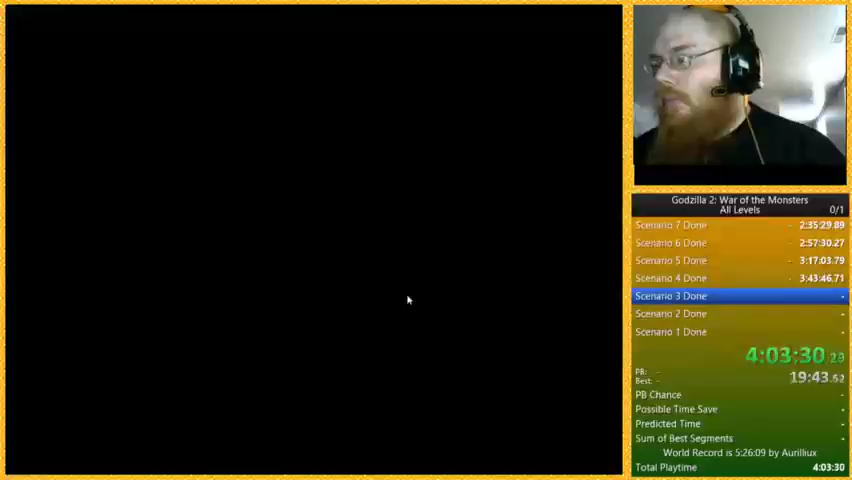 Godzilla 2: War of the Monsters
All Levels 0/1
Scenario 7 Done - 2:35:29.89
Scenario 6 Done - 2:57:30.27
Scenario 5 Done - 3:17:03.79
Scenario 4 Done - 3:43:46.71
Scenario 3 Done -
Scenario 2 Done -
Scenario 1 Done -
4:03:30.29
PB: - 19:43.52
Best: -
PB Chance -
Possible Time Save -
Predicted Time -
Sum of Best Segments -
World Record is 5:26:09 by Aurilliux
Total Playtime 4:03:30